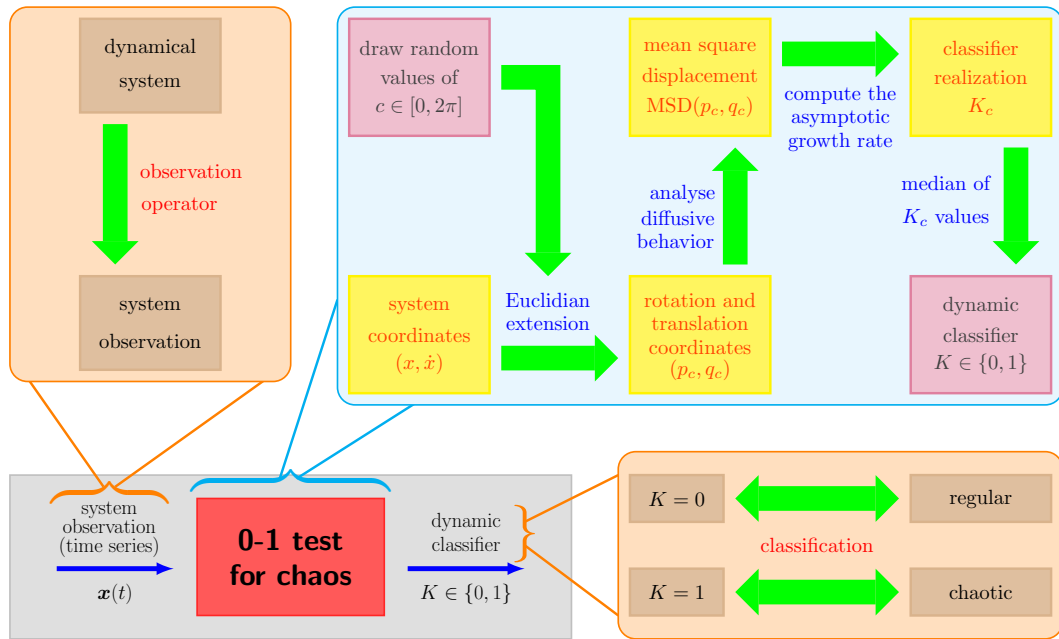 dynamical
system
observation
operator
system
observation
draw random
values of
c ∈ [0, 2π]
mean square
displacement
MSD(p_c, q_c)
compute the
asymptotic
growth rate
classifier
realization
K_c
analyse
diffusive
behavior
median of
K_c values
system
coordinates
(x, ẋ)
Euclidian
extension
rotation and
translation
coordinates
(p_c, q_c)
dynamic
classifier
K ∈ {0, 1}
system
observation
(time series)
x(t)
0-1 test
for chaos
dynamic
classifier
K ∈ {0, 1}
K = 0
regular
classification
K = 1
chaotic